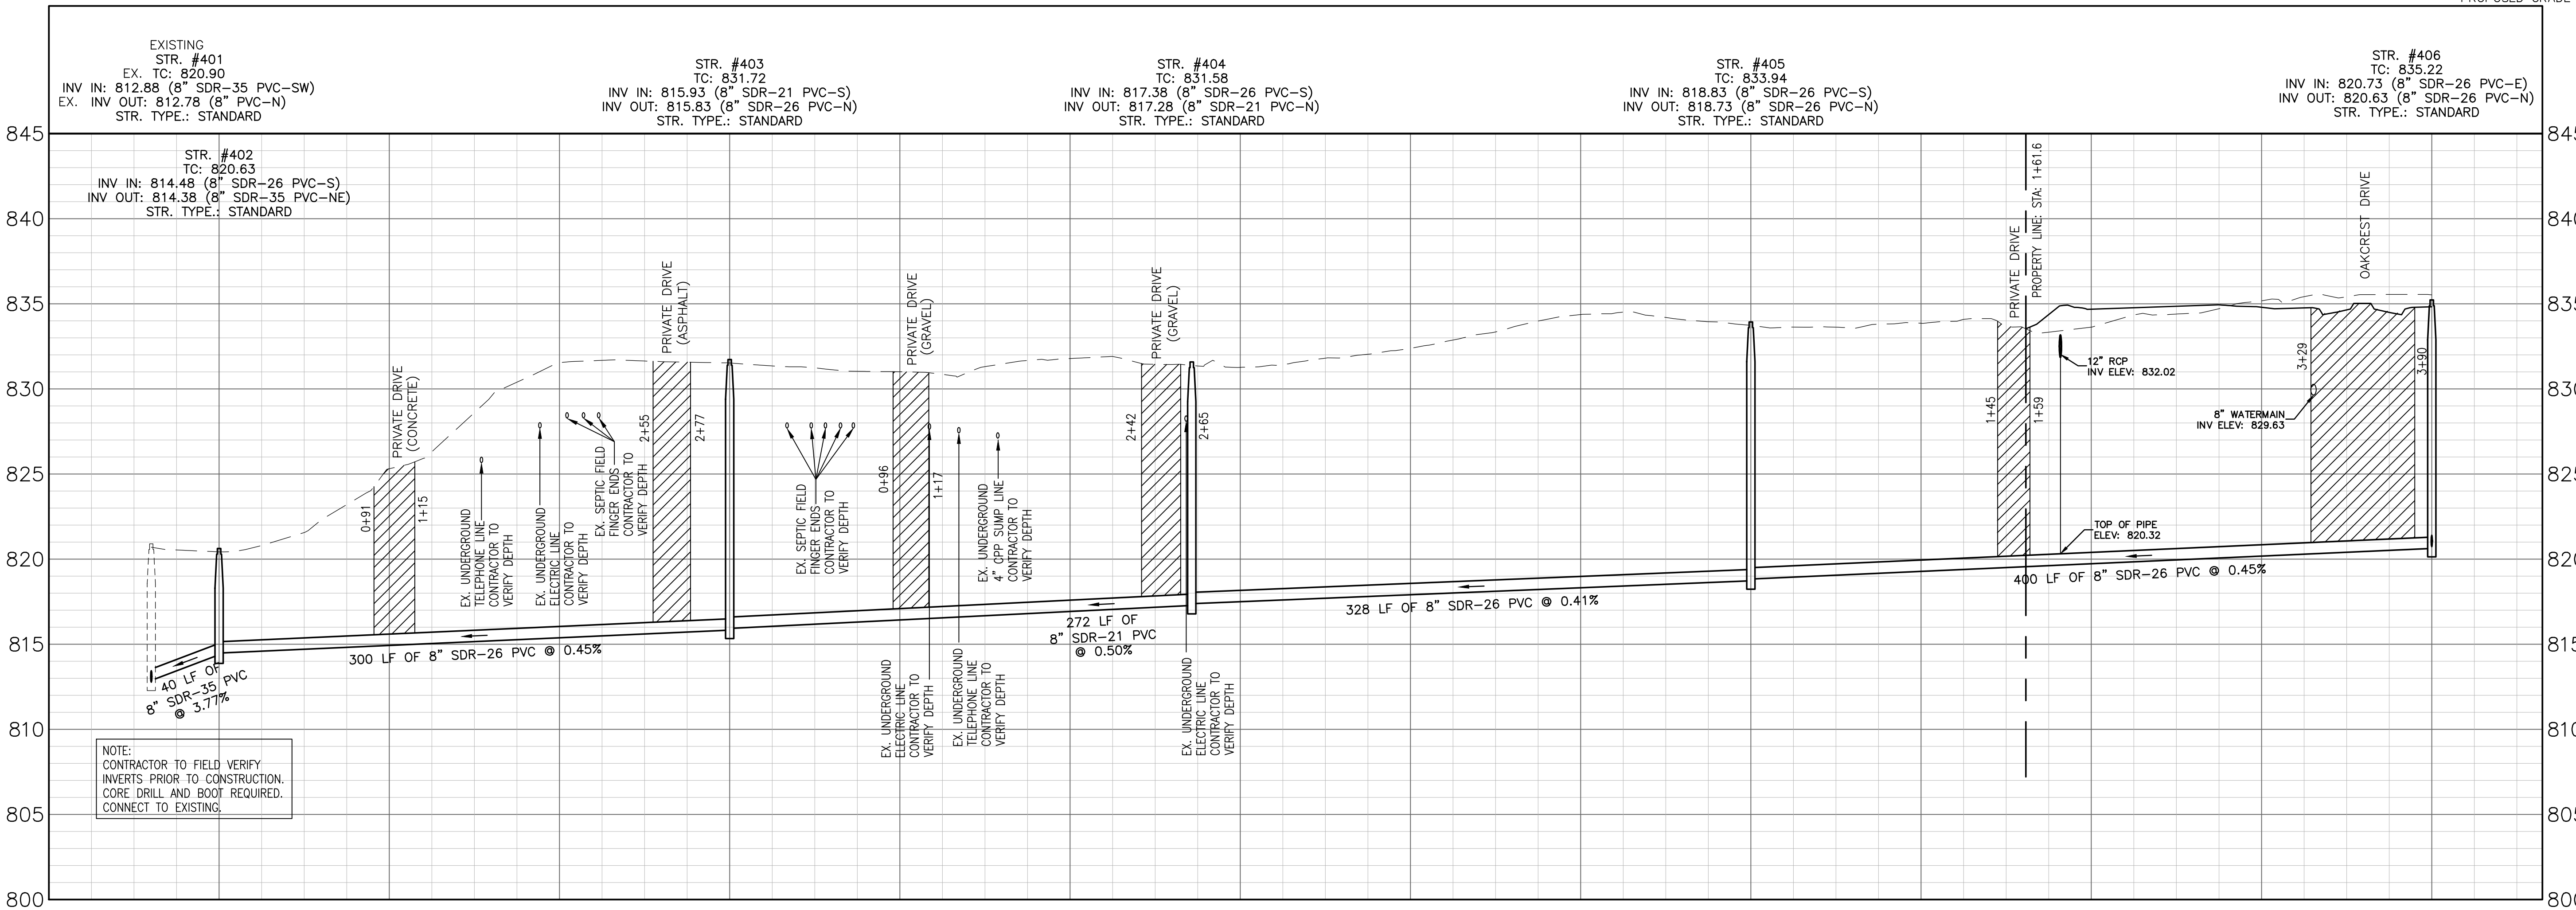 EXISTING
STR. #401
EX. TC: 820.90
INV IN: 812.88 (8" SDR-35 PVC-SW)
EX. INV OUT: 812.78 (8" PVC-N)
STR. TYPE.: STANDARD
STR. #402
TC: 820.63
INV IN: 814.48 (8" SDR-26 PVC-S)
INV OUT: 814.38 (8" SDR-35 PVC-NE)
STR. TYPE.: STANDARD
STR. #403
TC: 831.72
INV IN: 815.93 (8" SDR-21 PVC-S)
INV OUT: 815.83 (8" SDR-26 PVC-N)
STR. TYPE.: STANDARD
STR. #404
TC: 831.58
INV IN: 817.38 (8" SDR-26 PVC-S)
INV OUT: 817.28 (8" SDR-21 PVC-N)
STR. TYPE.: STANDARD
STR. #405
TC: 833.94
INV IN: 818.83 (8" SDR-26 PVC-S)
INV OUT: 818.73 (8" SDR-26 PVC-N)
STR. TYPE.: STANDARD
STR. #406
TC: 835.22
INV IN: 820.73 (8" SDR-26 PVC-E)
INV OUT: 820.63 (8" SDR-26 PVC-N)
STR. TYPE.: STANDARD
845
840
835
830
825
820
815
810
805
800
PRIVATE DRIVE
(CONCRETE)
0+91
1+15
EX. UNDERGROUND
TELEPHONE LINE
CONTRACTOR TO
VERIFY DEPTH
EX. UNDERGROUND
ELECTRIC LINE
CONTRACTOR TO
VERIFY DEPTH
EX. SEPTIC FIELD
FINGER ENDS
CONTRACTOR TO
VERIFY DEPTH
PRIVATE DRIVE
(ASPHALT)
2+55
2+77
EX. SEPTIC FIELD
FINGER ENDS
CONTRACTOR TO
VERIFY DEPTH
PRIVATE DRIVE
(GRAVEL)
0+96
1+17
EX. UNDERGROUND
ELECTRIC LINE
CONTRACTOR TO
VERIFY DEPTH
EX. UNDERGROUND
TELEPHONE LINE
CONTRACTOR TO
VERIFY DEPTH
EX. UNDERGROUND
4" CPP SUMP LINE
CONTRACTOR TO
VERIFY DEPTH
PRIVATE DRIVE
(GRAVEL)
2+42
2+65
EX. UNDERGROUND
ELECTRIC LINE
CONTRACTOR TO
VERIFY DEPTH
PRIVATE DRIVE
1+45
1+59
PROPERTY LINE: STA: 1+61.6
12" RCP
INV ELEV: 832.02
TOP OF PIPE
ELEV: 820.32
8" WATERMAIN
INV ELEV: 829.63
OAKCREST DRIVE
3+29
3+90
40 LF OF
8" SDR-35 PVC
@ 3.77%
300 LF OF 8" SDR-26 PVC @ 0.45%
272 LF OF
8" SDR-21 PVC
@ 0.50%
328 LF OF 8" SDR-26 PVC @ 0.41%
400 LF OF 8" SDR-26 PVC @ 0.45%
NOTE:
CONTRACTOR TO FIELD VERIFY
INVERTS PRIOR TO CONSTRUCTION.
CORE DRILL AND BOOT REQUIRED.
CONNECT TO EXISTING.